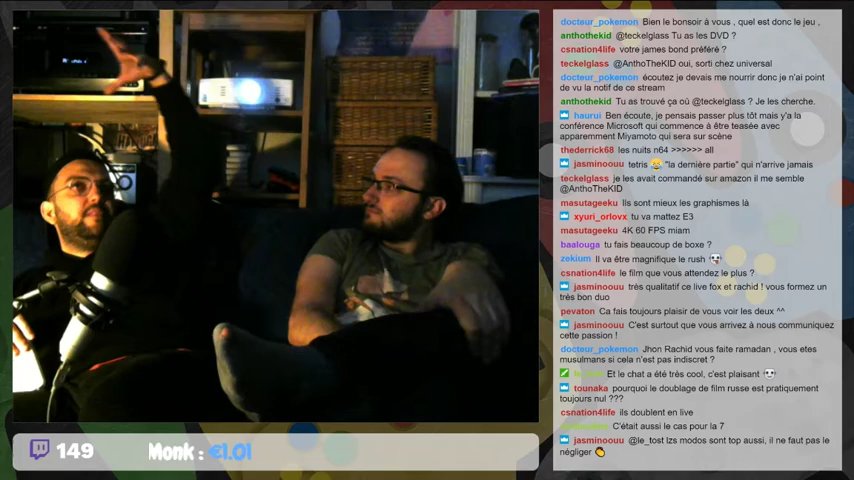 docteur_pokemon Bien le bonsoir à vous , quel est donc le jeu ,
anthothekid @teckelglass Tu as les DVD ?
csnation4life votre james bond préféré ?
teckelglass @AnthoTheKID oui, sorti chez universal
docteur_pokemon écoutez je devais me nourrir donc je n'ai point
de vu la notif de ce stream
anthothekid Tu as trouvé ça où @teckelglass ? Je les cherche.
haurui Ben écoute, je pensais passer plus tôt mais y'a la
conférence Microsoft qui commence à être teasée avec
apparemment Miyamoto qui sera sur scène
thederrick68 les nuits n64 >>>>>> all
jasminoouu tetris 😂 "la dernière partie" qui n'arrive jamais
teckelglass je les avait commandé sur amazon il me semble
@AnthoTheKID
masutageeku Ils sont mieux les graphismes là
xyuri_orlovx tu va mattez E3
masutageeku 4K 60 FPS miam
baalouga tu fais beaucoup de boxe ?
zekium Il va être magnifique le rush
csnation4life le film que vous attendez le plus ?
jasminoouu très qualitatif ce live fox et rachid ! vous formez un
très bon duo
pevaton Ca fais toujours plaisir de vous voir les deux ^^
jasminoouu C'est surtout que vous arrivez à nous communiquez
cette passion !
docteur_pokemon Jhon Rachid vous faite ramadan , vous etes
musulmans si cela n'est pas indiscret ?
Et le chat a été très cool, c'est plaisant
tounaka pourquoi le doublage de film russe est pratiquement
toujours nul ???
csnation4life ils doublent en live
C'était aussi le cas pour la 7
jasminoouu @le_tost lzs modos sont top aussi, il ne faut pas le
négliger 👏
149 Monk : €1.01